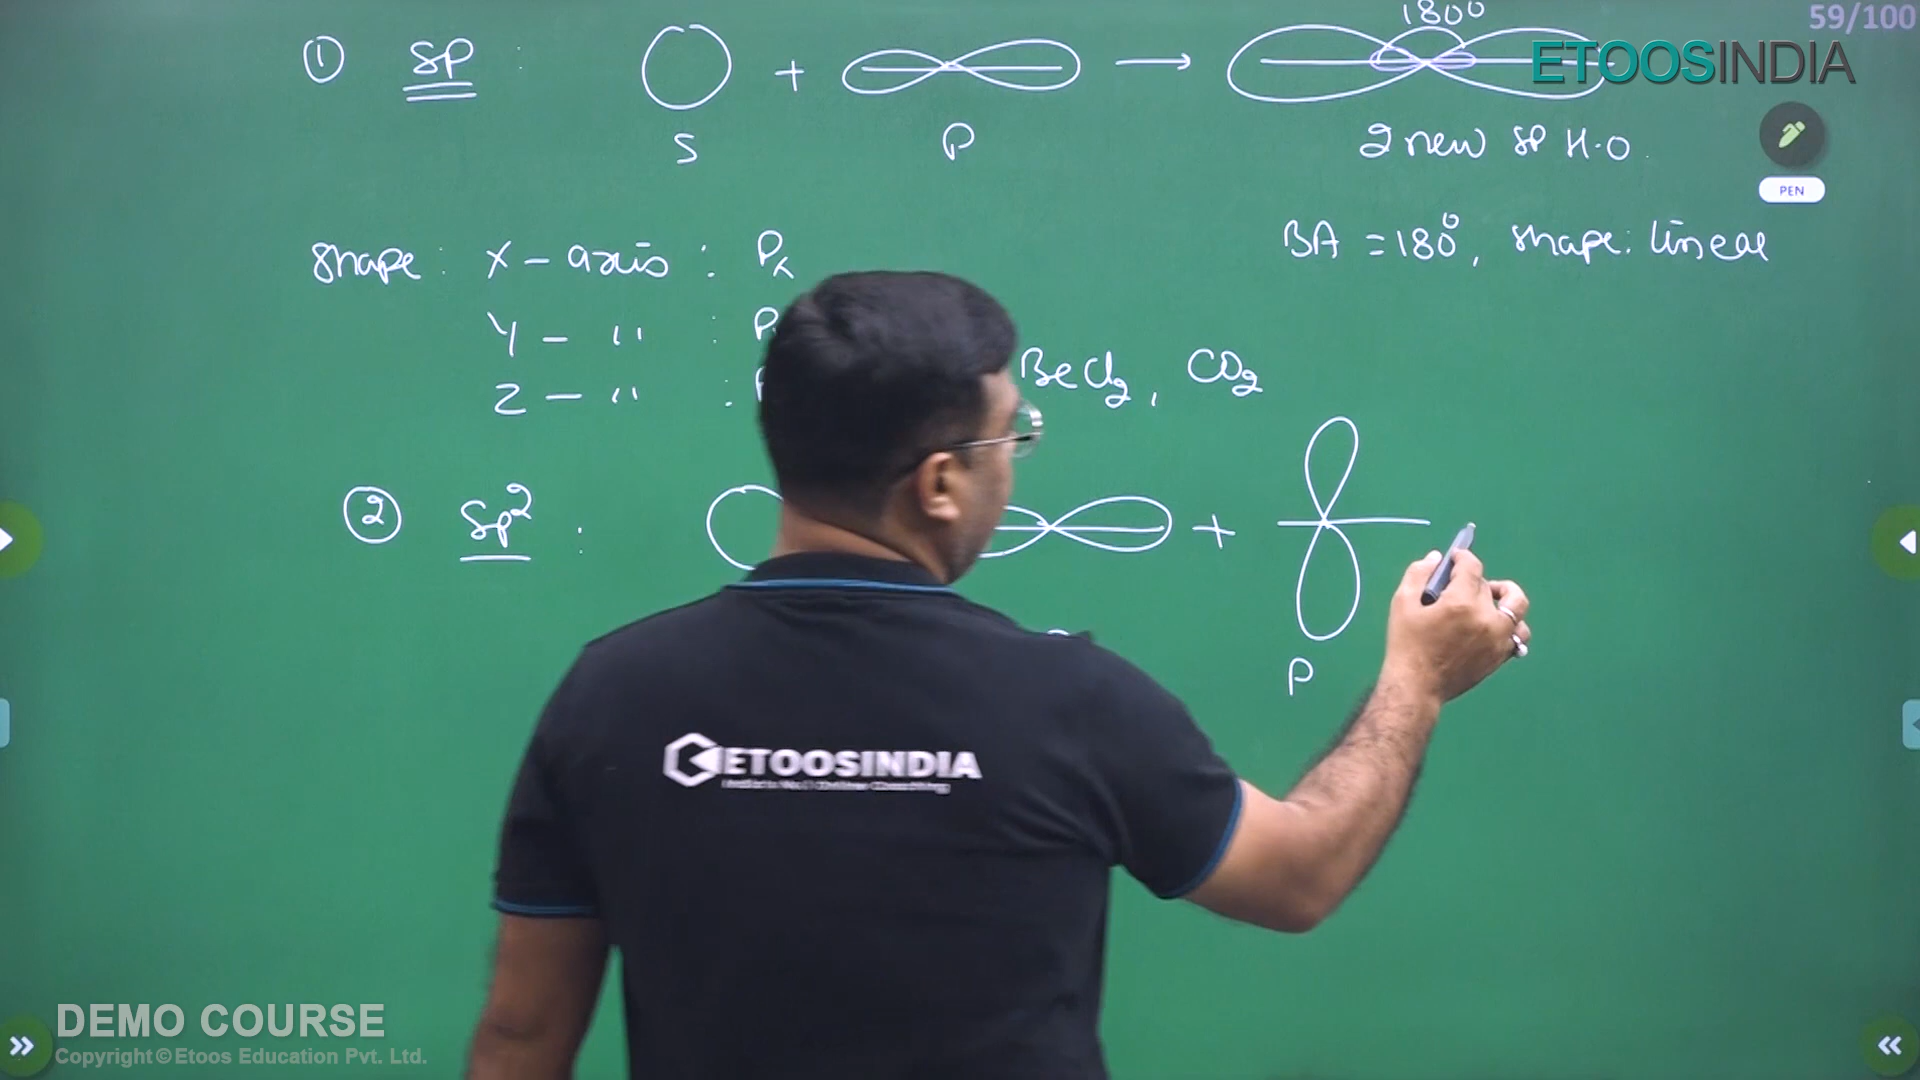 1800
59/100
① SP : + → ETOOSINDIA
S P 2 new SP H.O.
PEN
BA = 180°, shape: linear
shape: X - axis : Px
Y - " : P
Z - " :
BeCl2, CO2
② Sp² : +
P
ETOOSINDIA
DEMO COURSE
Copyright © Etoos Education Pvt. Ltd.